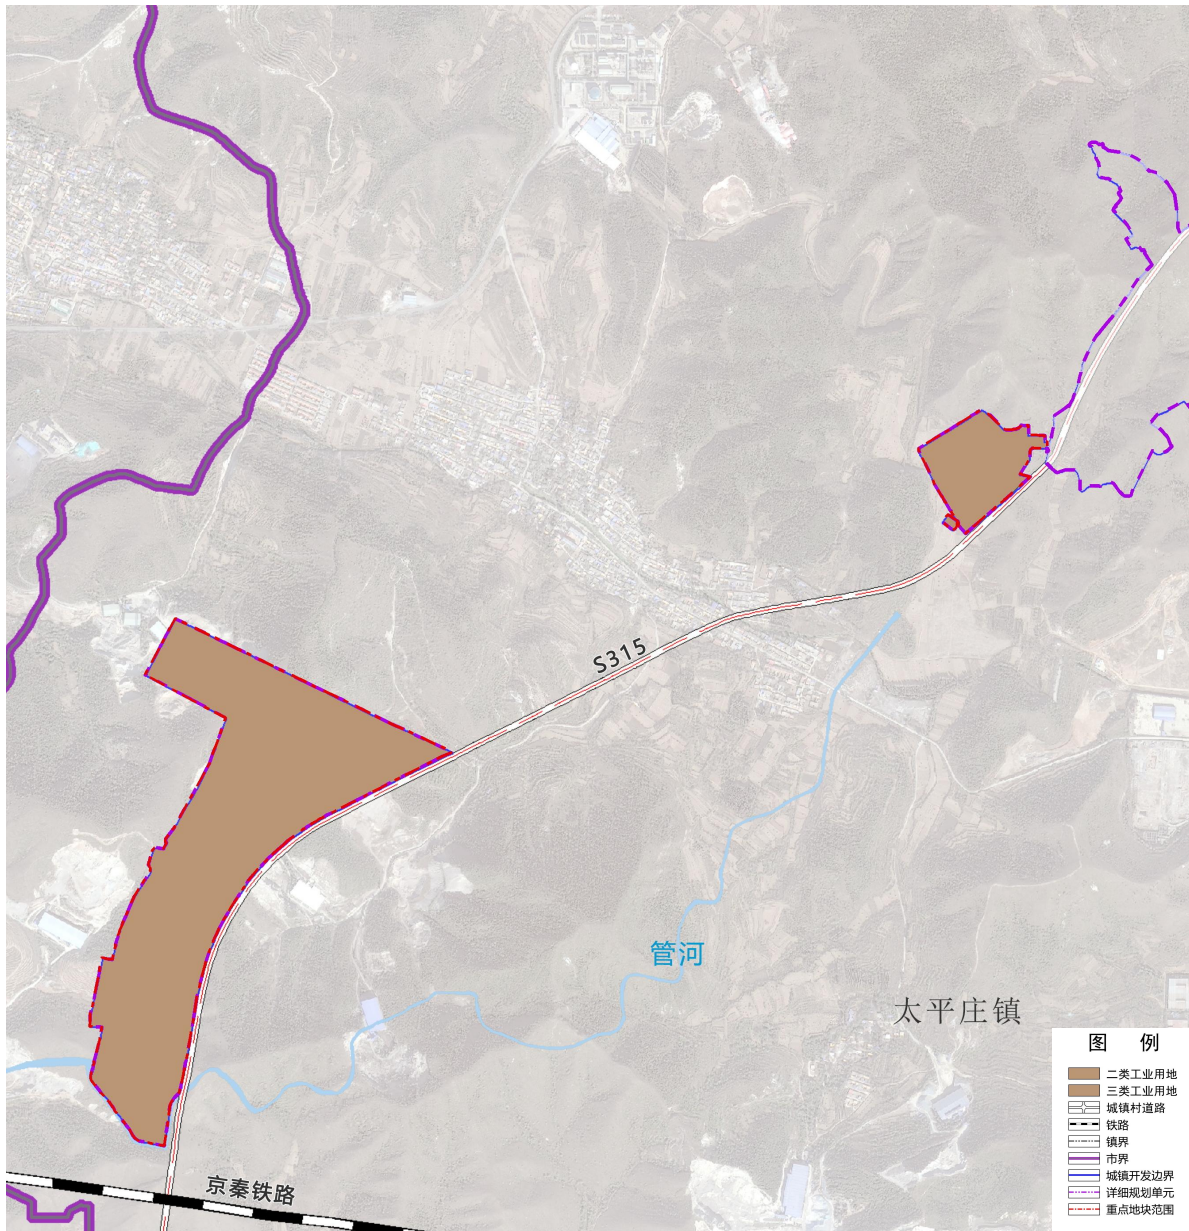 S315
管河
太平庄镇
京秦铁路
图 例
二类工业用地
三类工业用地
城镇村道路
铁路
镇界
市界
城镇开发边界
详细规划单元
重点地块范围